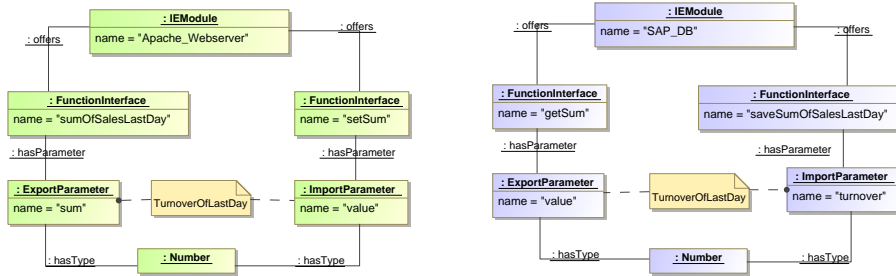 : IEModule
name = "Apache_Webserver"
: offers
: offers
: FunctionInterface
name = "sumOfSalesLastDay"
: FunctionInterface
name = "setSum"
: hasParameter
: hasParameter
: ExportParameter
name = "sum"
TurnoverOfLastDay
: ImportParameter
name = "value"
: hasType
: Number
: hasType
: IEModule
name = "SAP_DB"
: offers
: offers
: FunctionInterface
name = "getSum"
: FunctionInterface
name = "saveSumOfSalesLastDay"
: hasParameter
: hasParameter
: ExportParameter
name = "value"
TurnoverOfLastDay
: ImportParameter
name = "turnover"
: hasType
: Number
: hasType